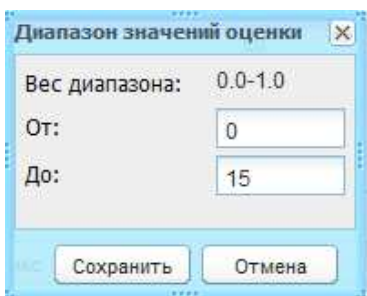 Диапазон значений оценки
Вес диапазона: 0.0-1.0
От: 0
До: 15
Сохранить Отмена